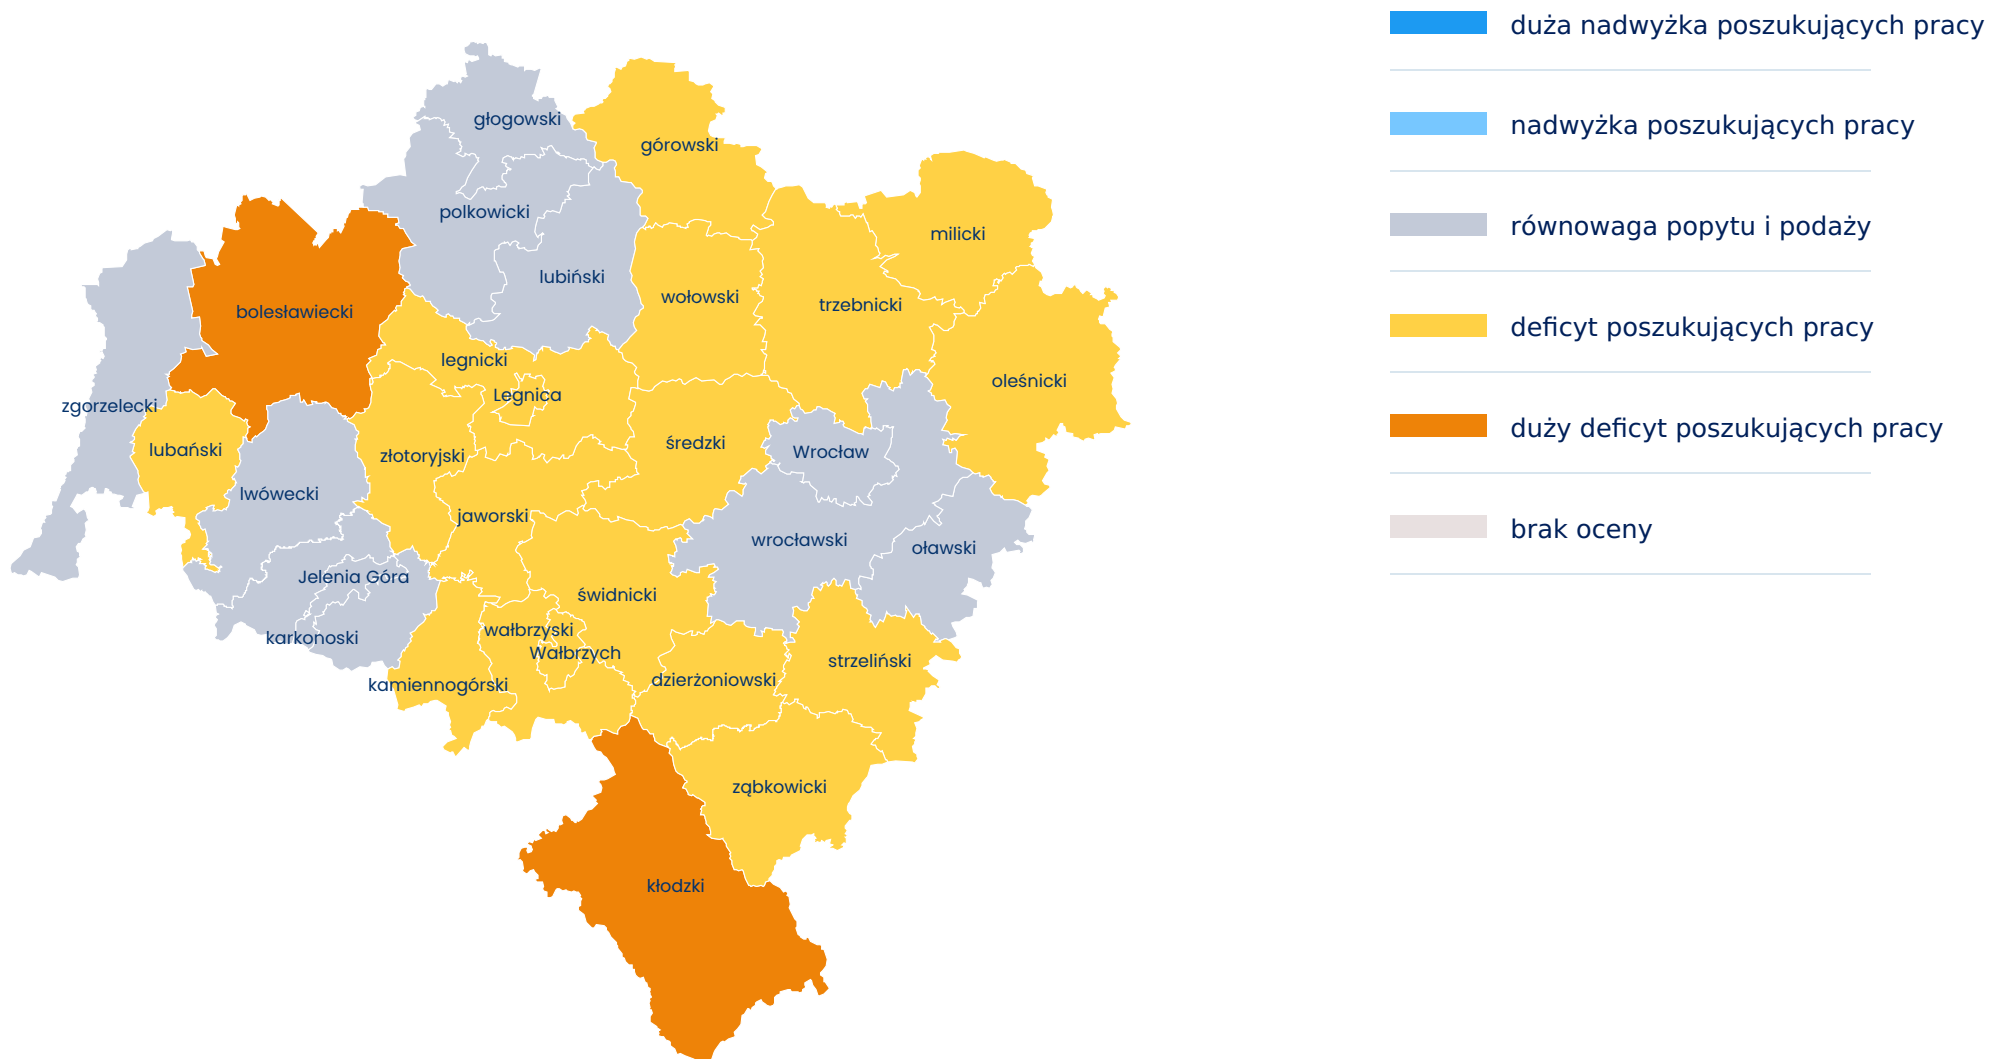 duża nadwyżka poszukujących pracy
nadwyżka poszukujących pracy
równowaga popytu i podaży
deficyt poszukujących pracy
duży deficyt poszukujących pracy
brak oceny
głogowski
górowski
polkowicki
milicki
lubiński
wołowski
trzebnicki
bolesławiecki
legnicki
oleśnicki
Legnica
zgorzelecki
średzki
lubański
złotoryjski
Wrocław
lwówecki
jaworski
wrocławski
oławski
Jelenia Góra
świdnicki
karkonoski
wałbrzyski
Wałbrzych
strzeliński
kamiennogórski
dzierżoniowski
ząbkowicki
kłodzki